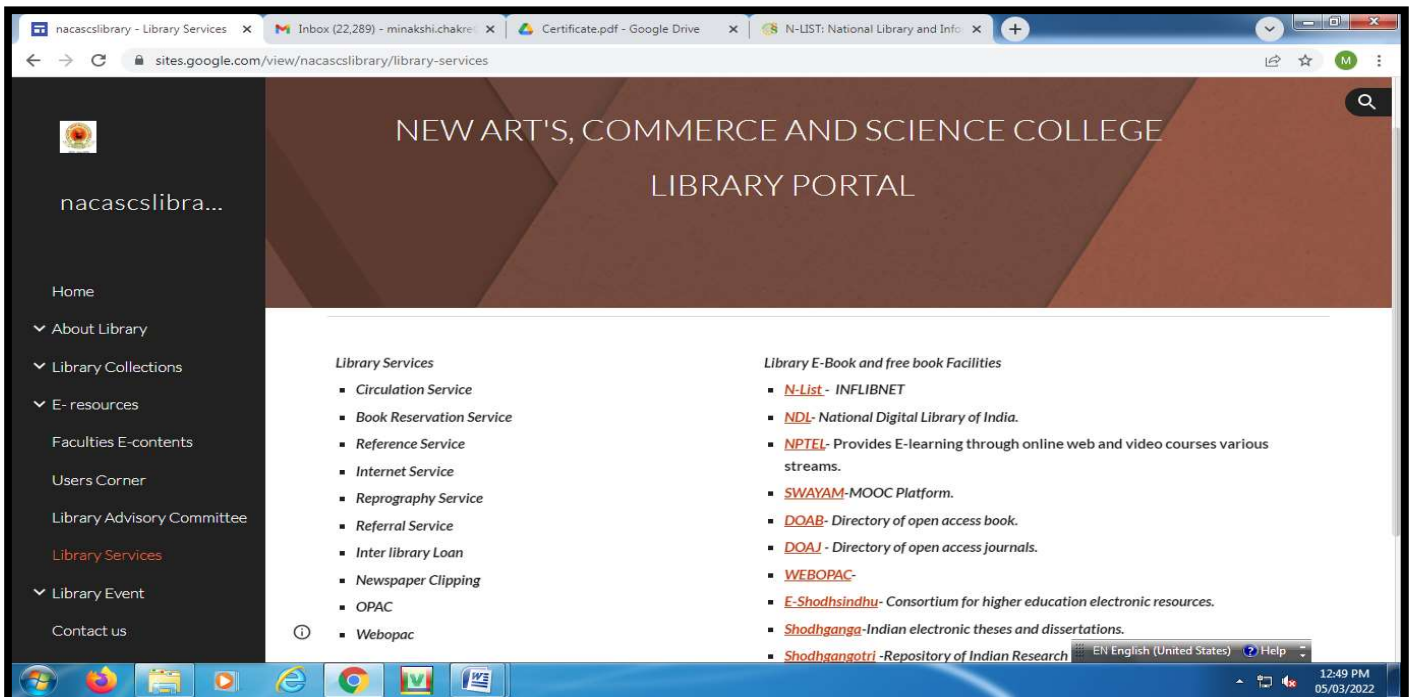 nacascslibrary - Library Services
Inbox (22,289) - minakshi.chakre
Certificate.pdf - Google Drive
N-LIST: National Library and Info
sites.google.com/view/nacascslibrary/library-services
M
nacascslibra...
Home
About Library
Library Collections
E- resources
Faculties E-contents
Users Corner
Library Advisory Committee
Library Services
Library Event
Contact us
NEW ART'S, COMMERCE AND SCIENCE COLLEGE
LIBRARY PORTAL
Library Services
Circulation Service
Book Reservation Service
Reference Service
Internet Service
Reprography Service
Referral Service
Inter library Loan
Newspaper Clipping
OPAC
Webopac
Library E-Book and free book Facilities
N-List - INFLIBNET
NDL- National Digital Library of India.
NPTEL- Provides E-learning through online web and video courses various
streams.
SWAYAM-MOOC Platform.
DOAB- Directory of open access book.
DOAJ - Directory of open access journals.
WEBOPAC-
E-Shodhsindhu- Consortium for higher education electronic resources.
Shodhganga-Indian electronic theses and dissertations.
Shodhgangotri -Repository of Indian Research
EN English (United States) Help
12:49 PM
05/03/2022